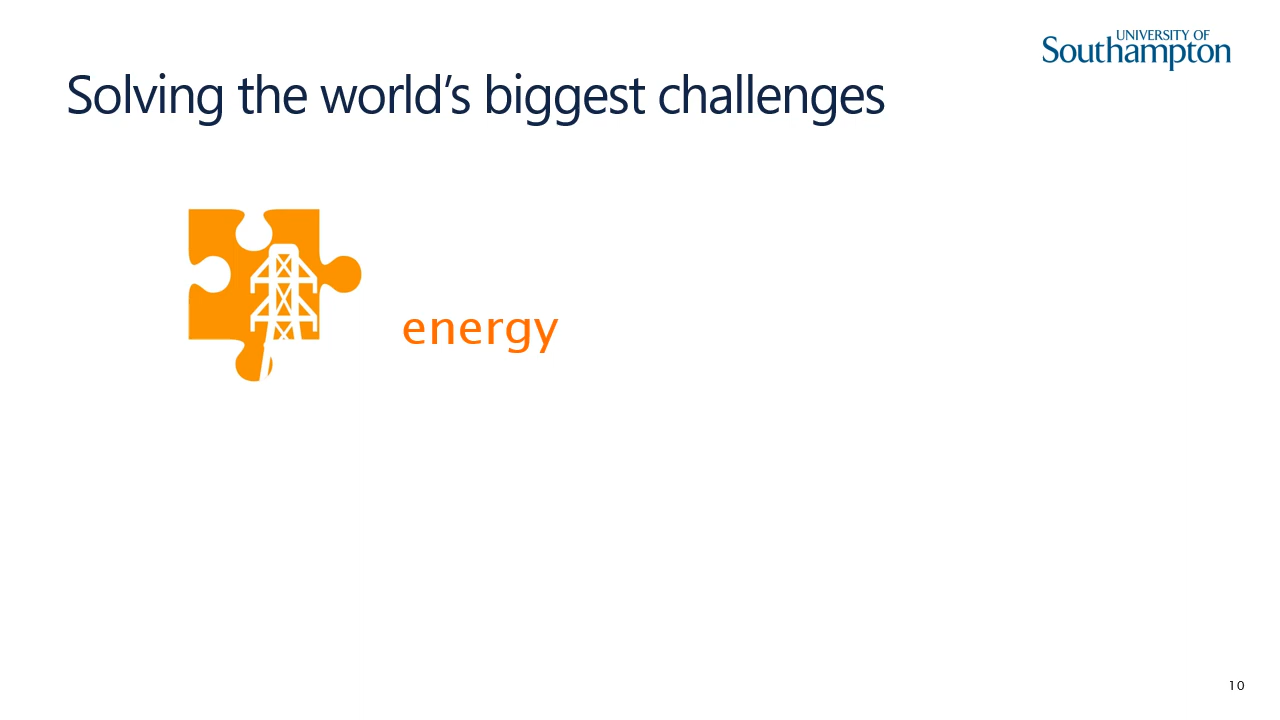 UNIVERSITY OF
Southampton
Solving the world’s biggest challenges
energy
10